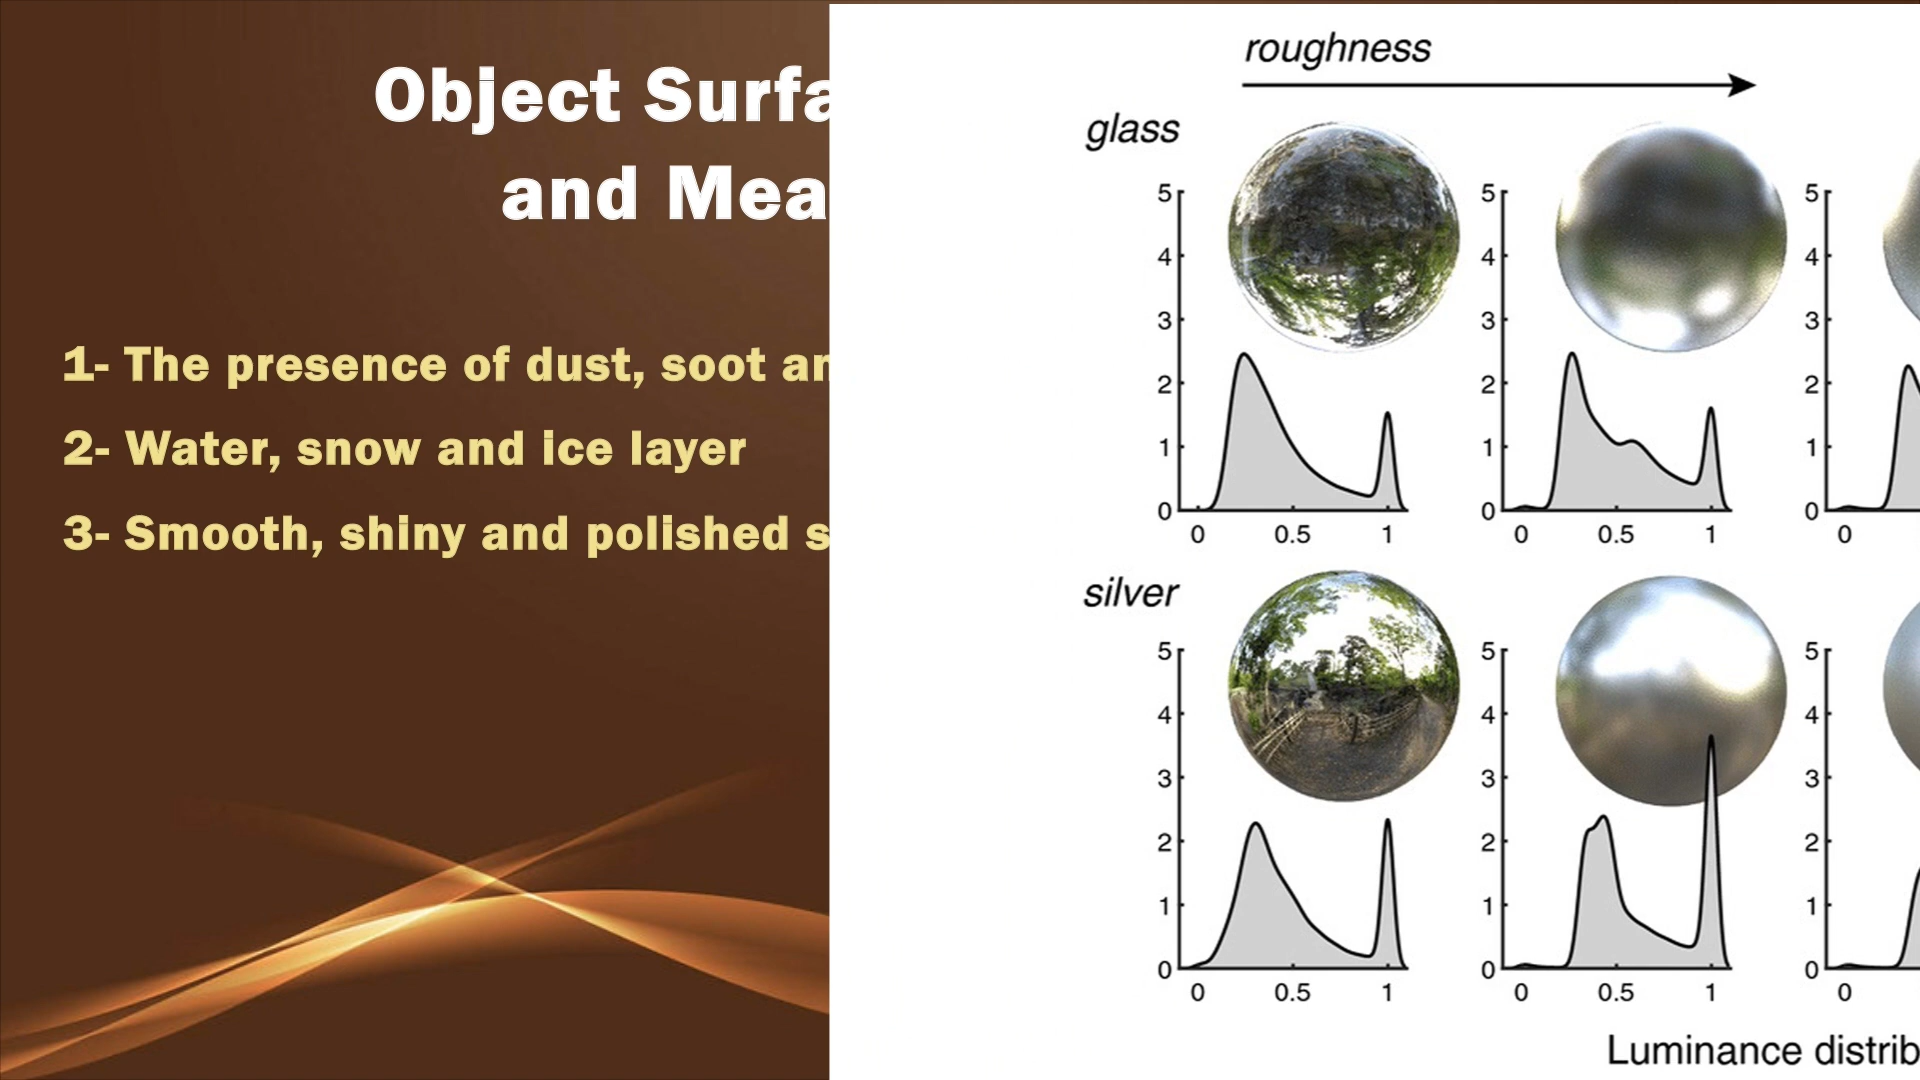 Object Surfa
and Mea
1- The presence of dust, soot an
2- Water, snow and ice layer
3- Smooth, shiny and polished s
roughness
glass
5 5 5
4 4 4
3 3 3
2 2 2
1 1 1
0 0 0
0 0.5 1 0 0.5 1 0
silver
5 5 5
4 4 4
3 3 3
2 2 2
1 1 1
0 0 0
0 0.5 1 0 0.5 1 0
Luminance distrib